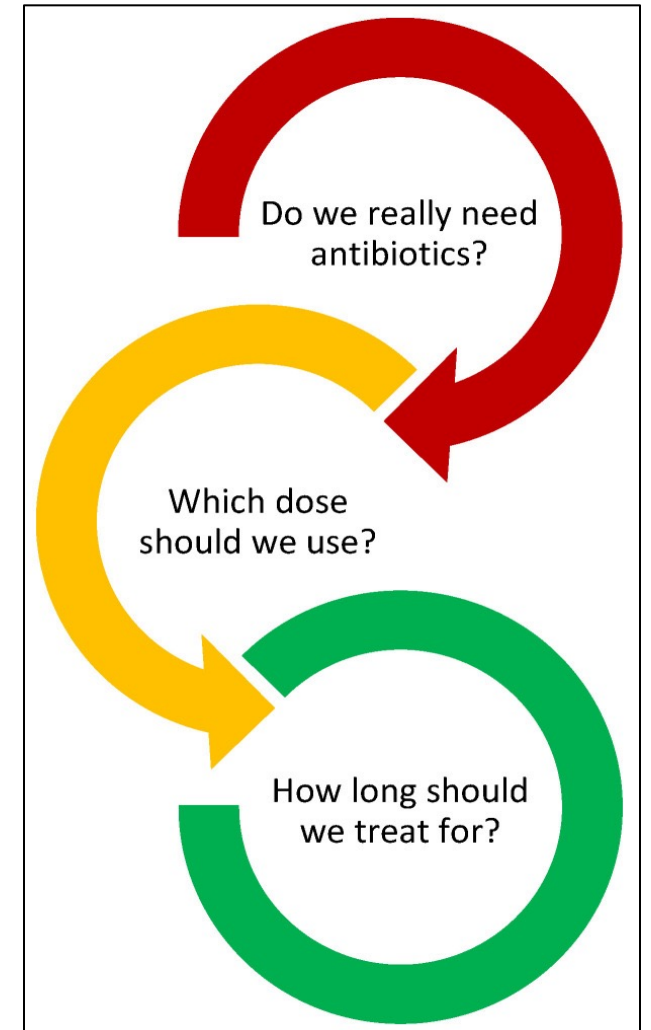 Do we really need
antibiotics?
Which dose
should we use?
How long should
we treat for?